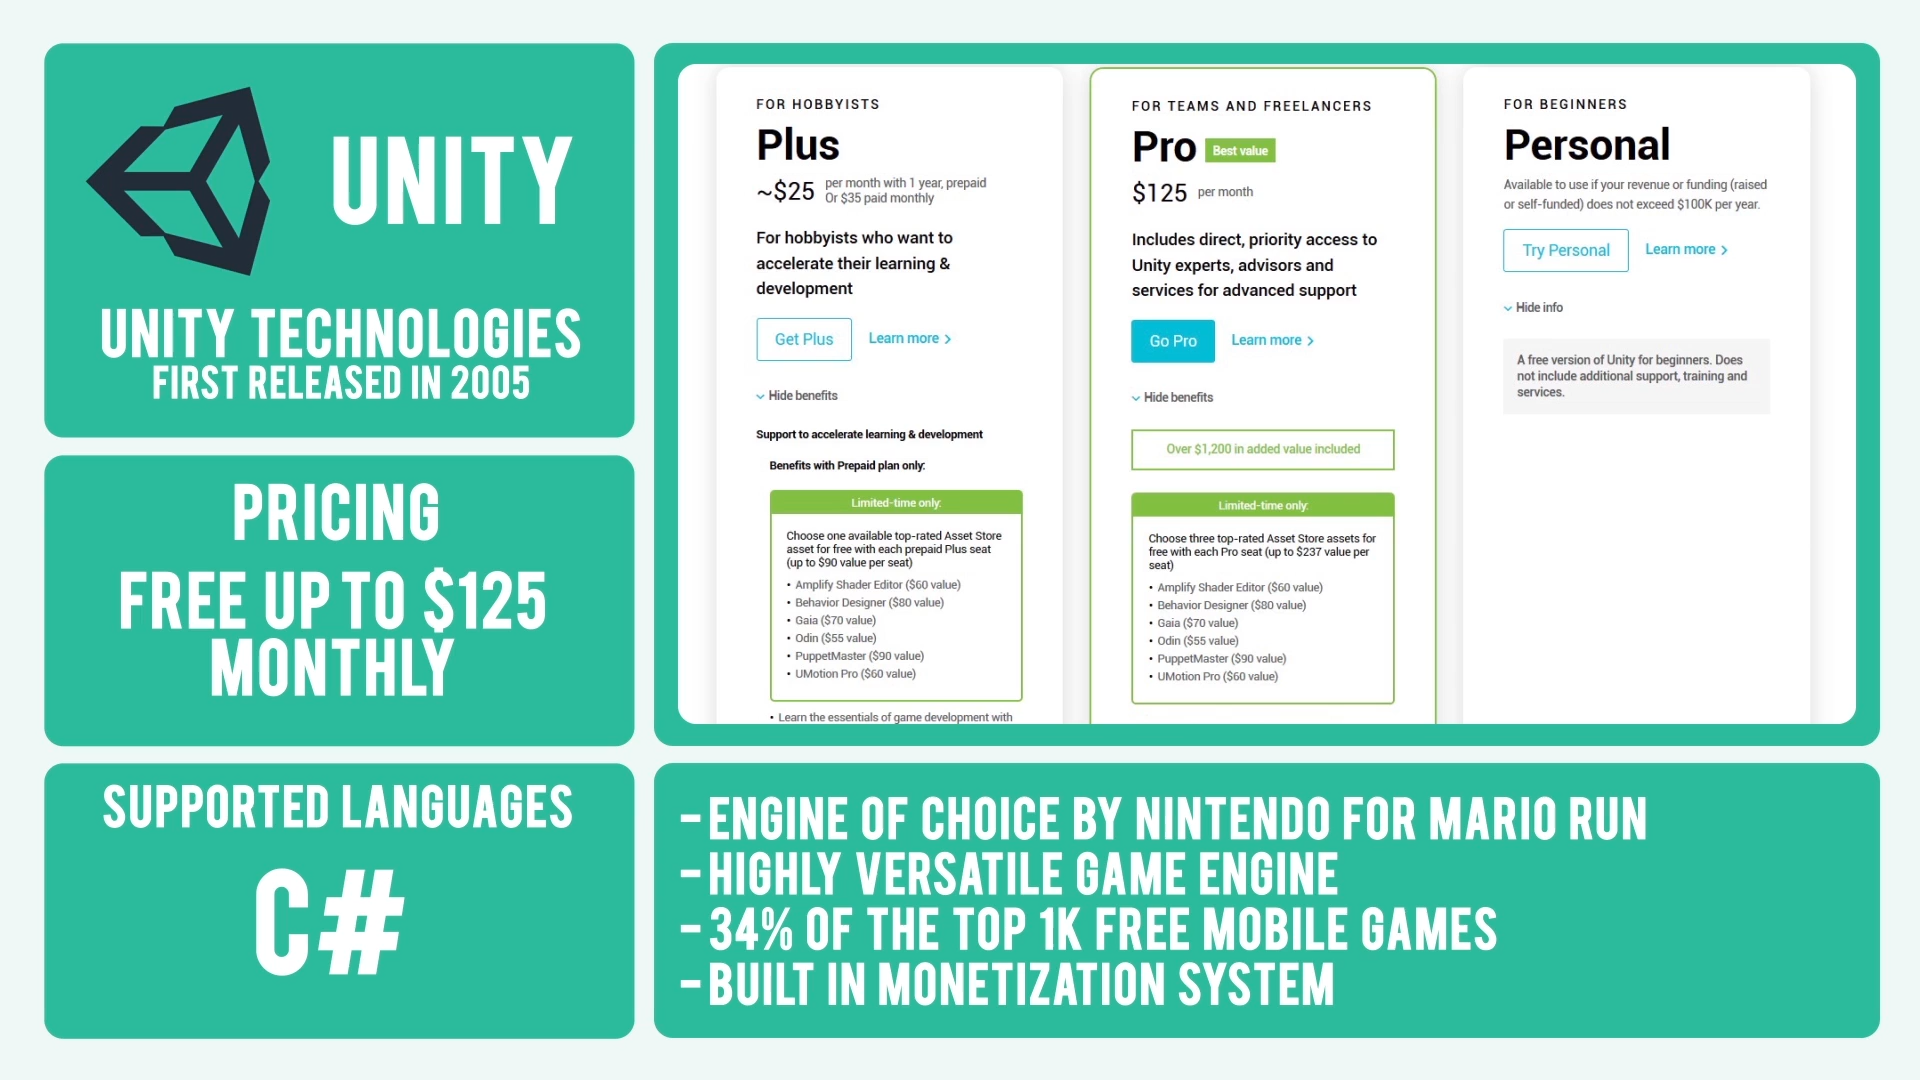 UNITY
UNITY TECHNOLOGIES
FIRST RELEASED IN 2005
PRICING
FREE UP TO $125
MONTHLY
SUPPORTED LANGUAGES
C#
FOR HOBBYISTS
Plus
~$25 per month with 1 year, prepaid
Or $35 paid monthly
For hobbyists who want to
accelerate their learning &
development
Get Plus Learn more >
Hide benefits
Support to accelerate learning & development
Benefits with Prepaid plan only:
Limited-time only:
Choose one available top-rated Asset Store
asset for free with each prepaid Plus seat
(up to $90 value per seat)
• Amplify Shader Editor ($60 value)
• Behavior Designer ($80 value)
• Gaia ($70 value)
• Odin ($55 value)
• PuppetMaster ($90 value)
• UMotion Pro ($60 value)
• Learn the essentials of game development with
FOR TEAMS AND FREELANCERS
Pro Best value
$125 per month
Includes direct, priority access to
Unity experts, advisors and
services for advanced support
Go Pro Learn more >
Hide benefits
Over $1,200 in added value included
Limited-time only:
Choose three top-rated Asset Store assets for
free with each Pro seat (up to $237 value per
seat)
• Amplify Shader Editor ($60 value)
• Behavior Designer ($80 value)
• Gaia ($70 value)
• Odin ($55 value)
• PuppetMaster ($90 value)
• UMotion Pro ($60 value)
FOR BEGINNERS
Personal
Available to use if your revenue or funding (raised
or self-funded) does not exceed $100K per year.
Try Personal Learn more >
Hide info
A free version of Unity for beginners. Does
not include additional support, training and
services.
-ENGINE OF CHOICE BY NINTENDO FOR MARIO RUN
-HIGHLY VERSATILE GAME ENGINE
-34% OF THE TOP 1K FREE MOBILE GAMES
-BUILT IN MONETIZATION SYSTEM